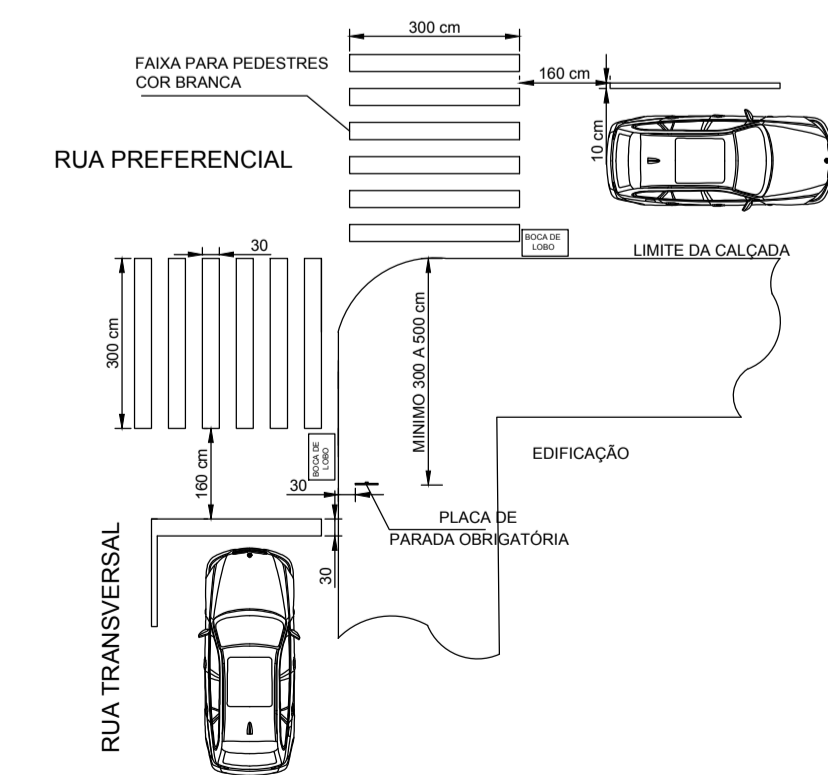 300 cm
FAIXA PARA PEDESTRES
COR BRANCA
160 cm
10 cm
RUA PREFERENCIAL
BOCA DE
LOBO
LIMITE DA CALÇADA
30
300 cm
MINIMO 300 A 500 cm
BOCA DE
LOBO
EDIFICAÇÃO
160 cm
30
PLACA DE
PARADA OBRIGATÓRIA
30
RUA TRANSVERSAL